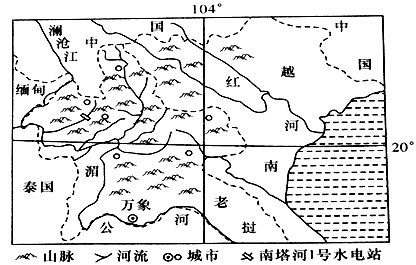 104°
澜沧江
中国
中国
缅甸
红河
越南
20°
泰国
湄公河
万象
老挝
山脉 河流 城市 南塔河1号水电站